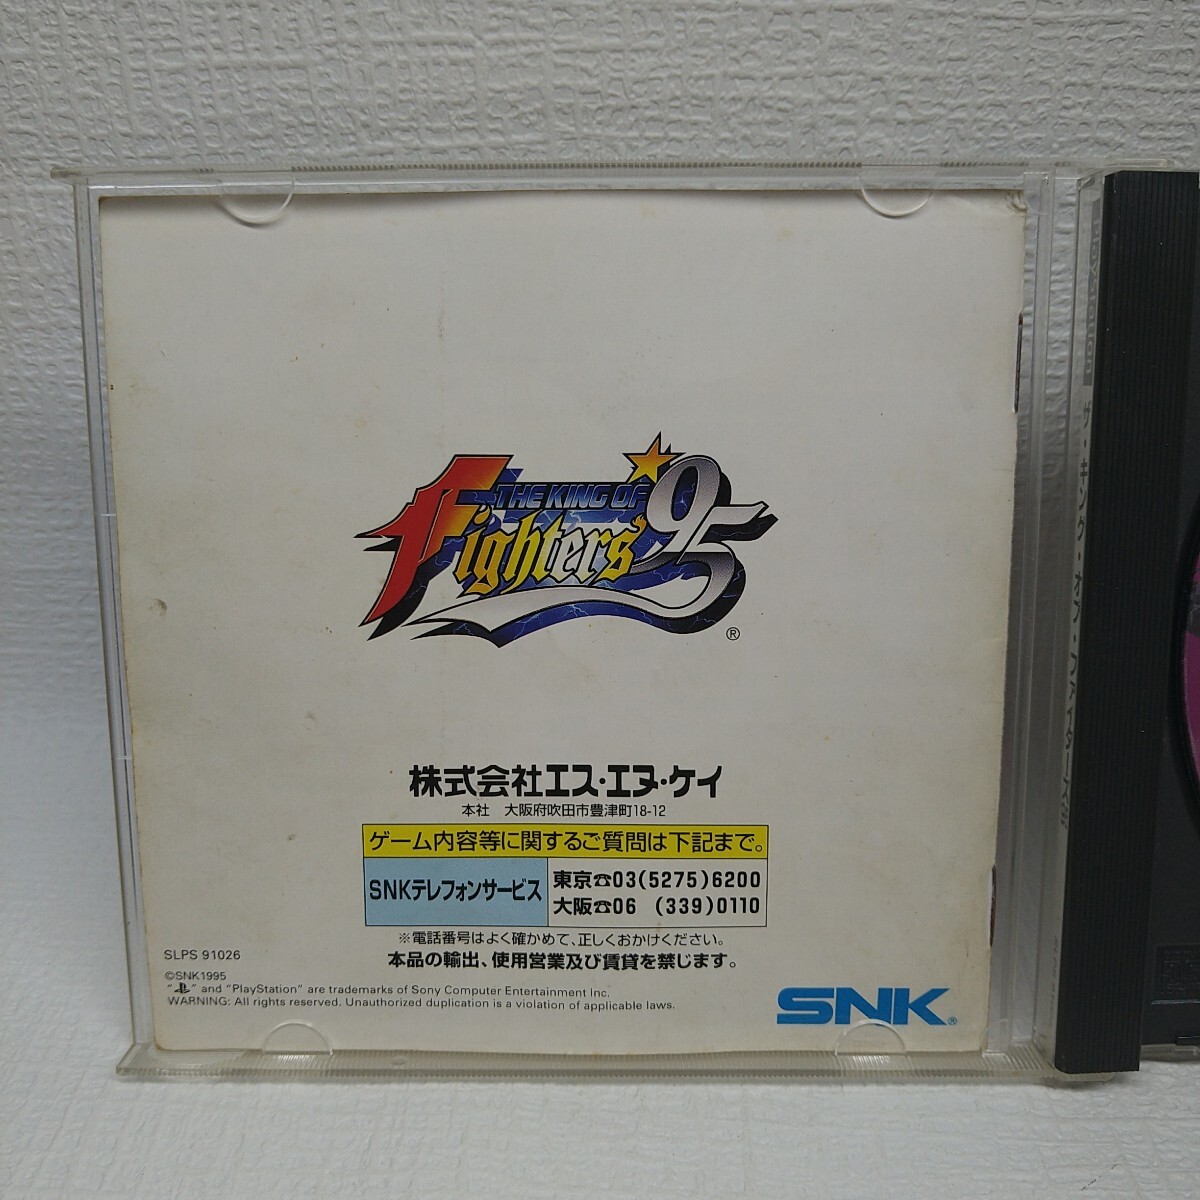 THE KING OF
Fighters '95
®
株式会社エス・エヌ・ケイ
本社 大阪府吹田市豊津町18-12
ゲーム内容等に関するご質問は下記まで。
SNKテレフォンサービス
東京☎03(5275)6200
大阪☎06 (339)0110
※電話番号はよく確かめて、正しくおかけください。
本品の輸出、使用営業及び賃貸を禁じます。
SLPS 91026
©SNK1995
" " and "PlayStation" are trademarks of Sony Computer Entertainment Inc.
WARNING: All rights reserved. Unauthorized duplication is a violation of applicable laws.
SNK®
PlayStation
ザ・キング・オブ・ファイターズ'95